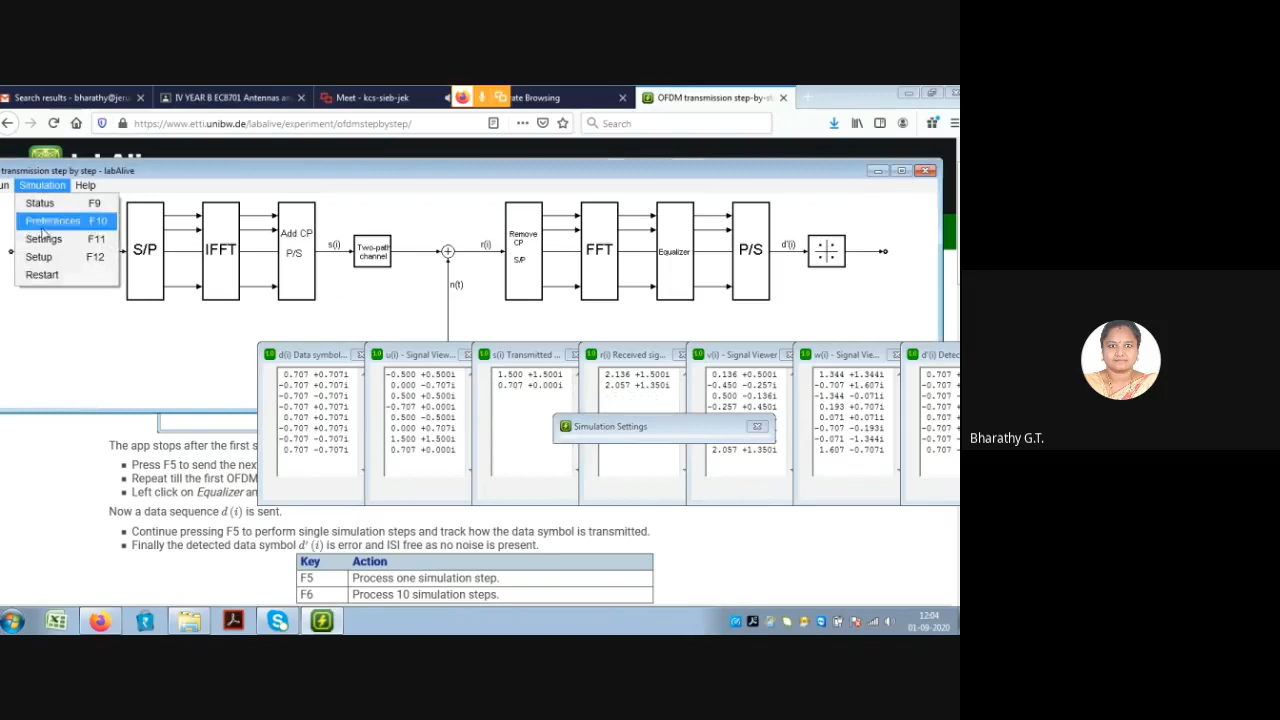 Search results - bharathy@jeru
IV YEAR B EC8701 Antennas an
Meet - kcs-sieb-jek
ate Browsing
OFDM transmission step-by-s
https://www.etti.unibw.de/labalive/experiment/ofdmstepbystep/
Search
transmission step by step - labAlive
un Simulation Help
Status F9
Preferences F10
Settings F11
Setup F12
Restart
S/P
IFFT
Add CP
P/S
s(i)
Two-path
channel
n(t)
r(i)
Remove
CP
S/P
FFT
Equalizer
P/S
d'(i)
d(i) Data symbol...
0.707 +0.707i
-0.707 +0.707i
-0.707 -0.707i
0.707 +0.707i
0.707 +0.707i
0.707 -0.707i
-0.707 -0.707i
0.707 -0.707i
u(i) - Signal View...
-0.500 +0.500i
0.000 -0.707i
0.500 +0.500i
-0.707 +0.000i
0.500 -0.500i
0.000 -0.707i
1.500 +1.500i
0.707 +0.000i
s(i) Transmitted ...
1.500 +1.500i
0.707 +0.000i
r(i) Received sig...
2.136 +1.500i
2.057 +1.350i
v(i) - Signal Viewer
0.136 +0.500i
-0.450 -0.257i
0.500 -0.136i
-0.257 +0.450i
2.057 +1.350i
w(i) - Signal Vie...
1.344 +1.344i
-0.707 +1.607i
-1.344 -0.071i
0.193 +0.707i
0.071 +0.071i
0.707 -0.193i
-0.071 -1.344i
1.607 -0.707i
d'(i) Detec
0.707
-0.707
-0.707
0.707
0.707
0.707
-0.707
0.707
Simulation Settings
The app stops after the first s
Press F5 to send the nex
Repeat till the first OFDM
Left click on Equalizer an
Now a data sequence d (i) is sent.
Continue pressing F5 to perform single simulation steps and track how the data symbol is transmitted.
Finally the detected data symbol d' (i) is error and ISI free as no noise is present.
Key Action
F5 Process one simulation step.
F6 Process 10 simulation steps.
12:04
01-09-2020
Bharathy G.T.